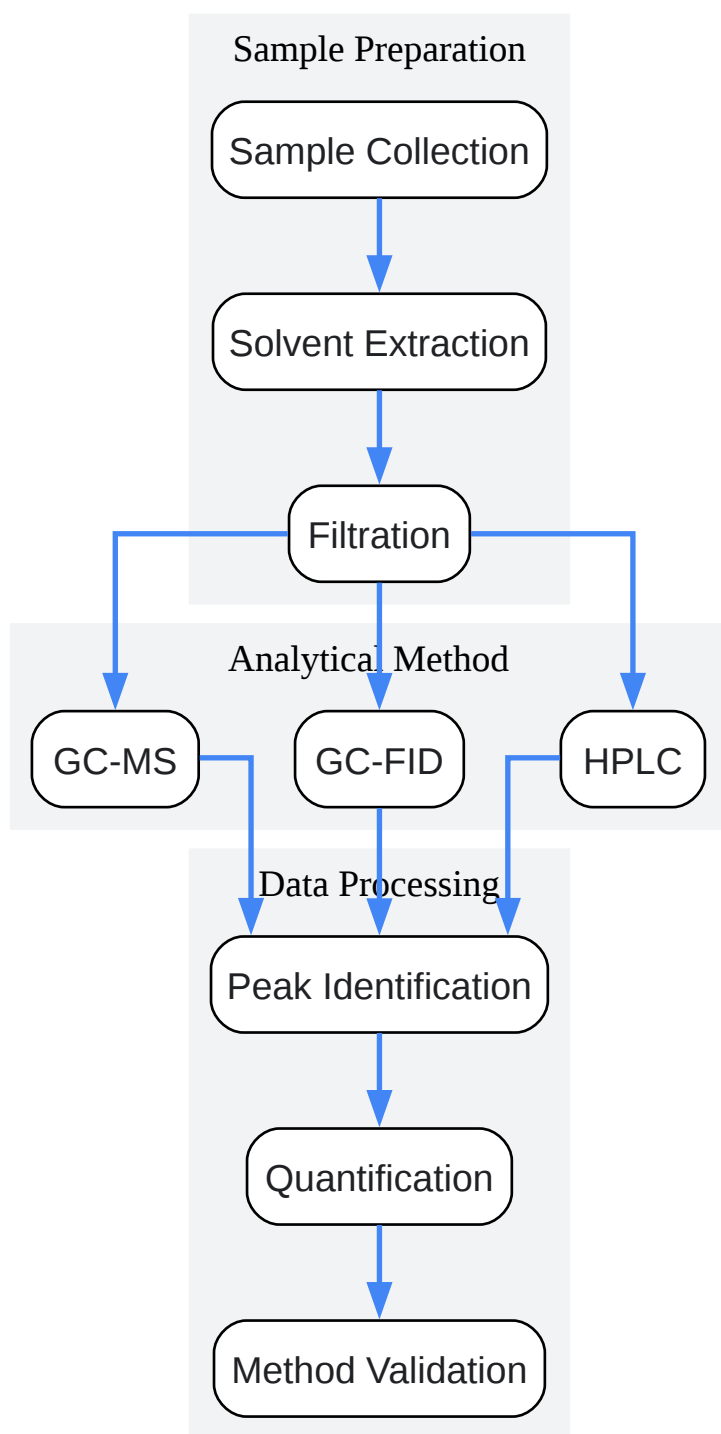 Sample Preparation
Sample Collection
Solvent Extraction
Filtration
Analytical Method
GC-MS
GC-FID
HPLC
Data Processing
Peak Identification
Quantification
Method Validation